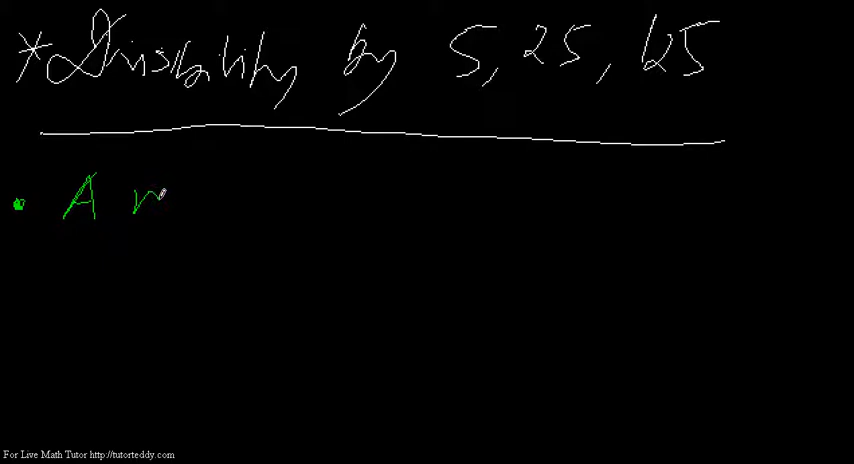 *Divisibility by 5, 25, 125
• A n
For Live Math Tutor http://tutorteddy.com